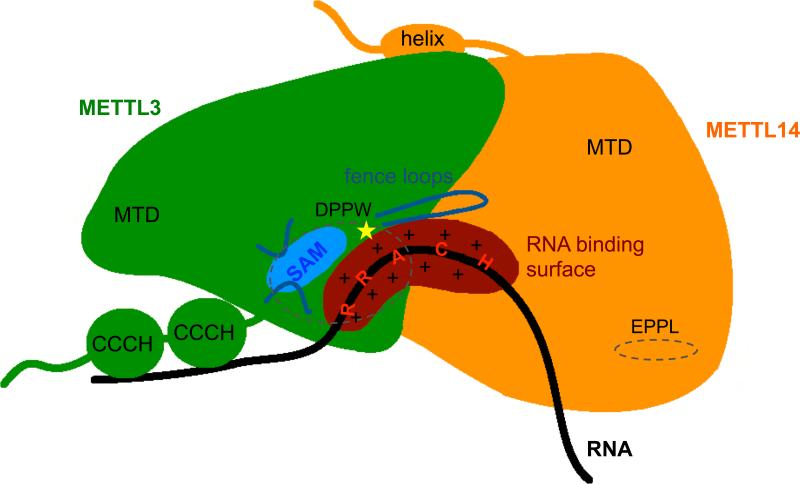 helix
METTL3
METTL14
MTD
fence loops
MTD
DPPW
SAM
R R A C H
RNA binding
surface
EPPL
CCCH
CCCH
RNA